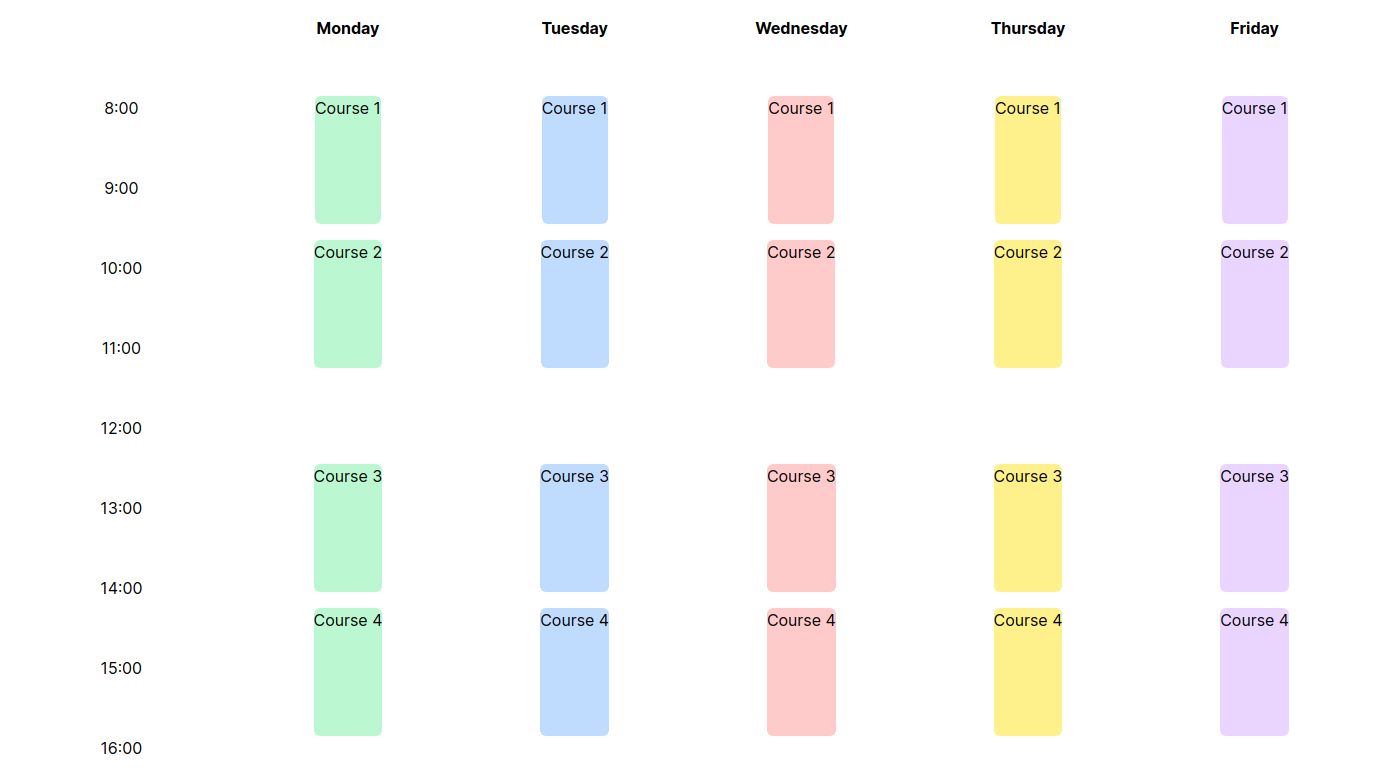 Monday Tuesday Wednesday Thursday Friday
8:00 Course 1 Course 1 Course 1 Course 1 Course 1
9:00
Course 2 Course 2 Course 2 Course 2 Course 2
10:00
11:00
12:00
Course 3 Course 3 Course 3 Course 3 Course 3
13:00
14:00
Course 4 Course 4 Course 4 Course 4 Course 4
15:00
16:00